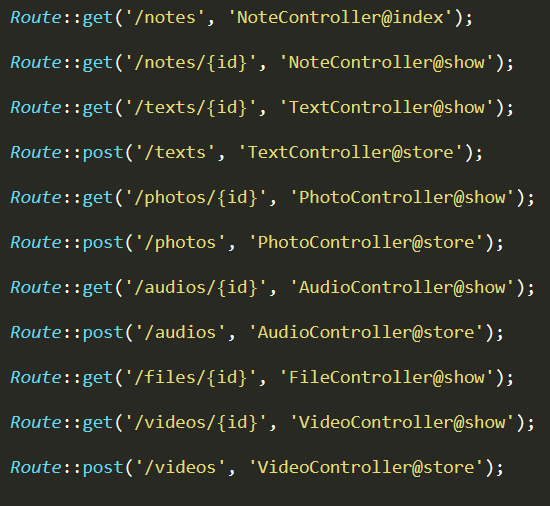 Route::get('/notes', 'NoteController@index');
Route::get('/notes/{id}', 'NoteController@show');
Route::get('/texts/{id}', 'TextController@show');
Route::post('/texts', 'TextController@store');
Route::get('/photos/{id}', 'PhotoController@show');
Route::post('/photos', 'PhotoController@store');
Route::get('/audios/{id}', 'AudioController@show');
Route::post('/audios', 'AudioController@store');
Route::get('/files/{id}', 'FileController@show');
Route::get('/videos/{id}', 'VideoController@show');
Route::post('/videos', 'VideoController@store');